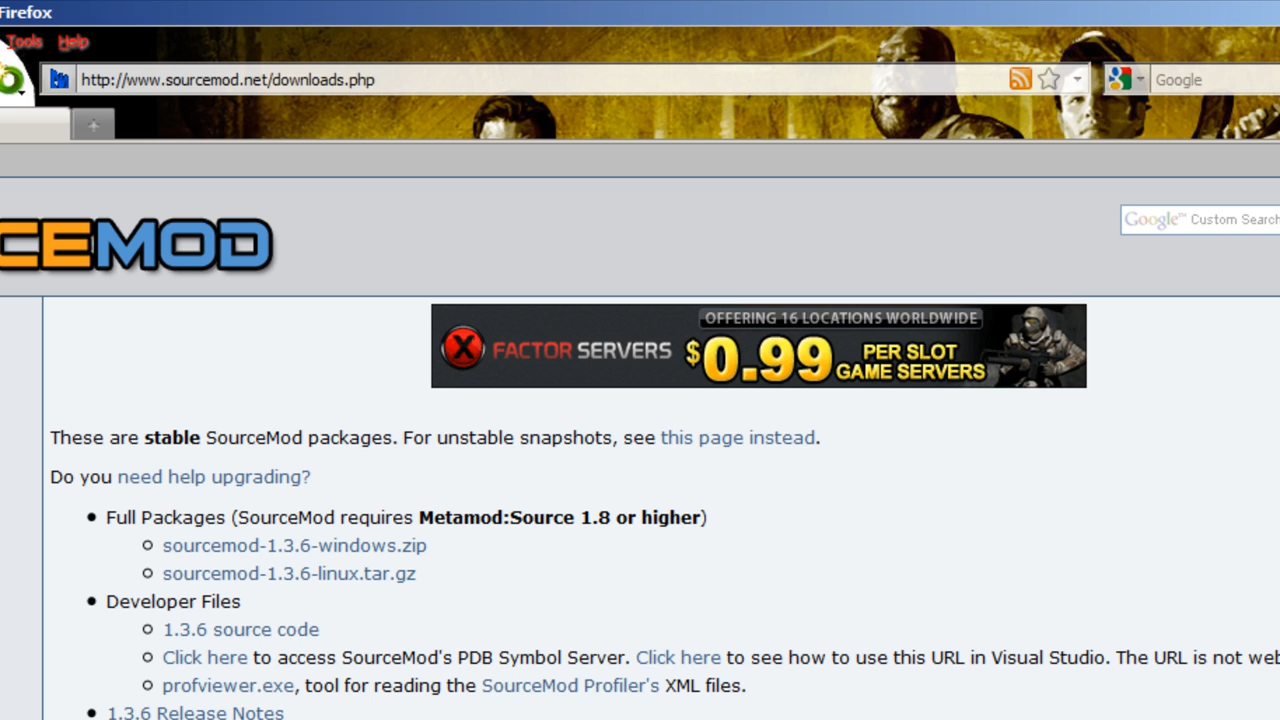 Firefox
Tools Help
http://www.sourcemod.net/downloads.php
Google
CEMOD
Google™ Custom Search
OFFERING 16 LOCATIONS WORLDWIDE
X FACTOR SERVERS $0.99 PER SLOT
GAME SERVERS
These are stable SourceMod packages. For unstable snapshots, see this page instead.
Do you need help upgrading?
Full Packages (SourceMod requires Metamod:Source 1.8 or higher)
sourcemod-1.3.6-windows.zip
sourcemod-1.3.6-linux.tar.gz
Developer Files
1.3.6 source code
Click here to access SourceMod's PDB Symbol Server. Click here to see how to use this URL in Visual Studio. The URL is not web
profviewer.exe, tool for reading the SourceMod Profiler's XML files.
1.3.6 Release Notes